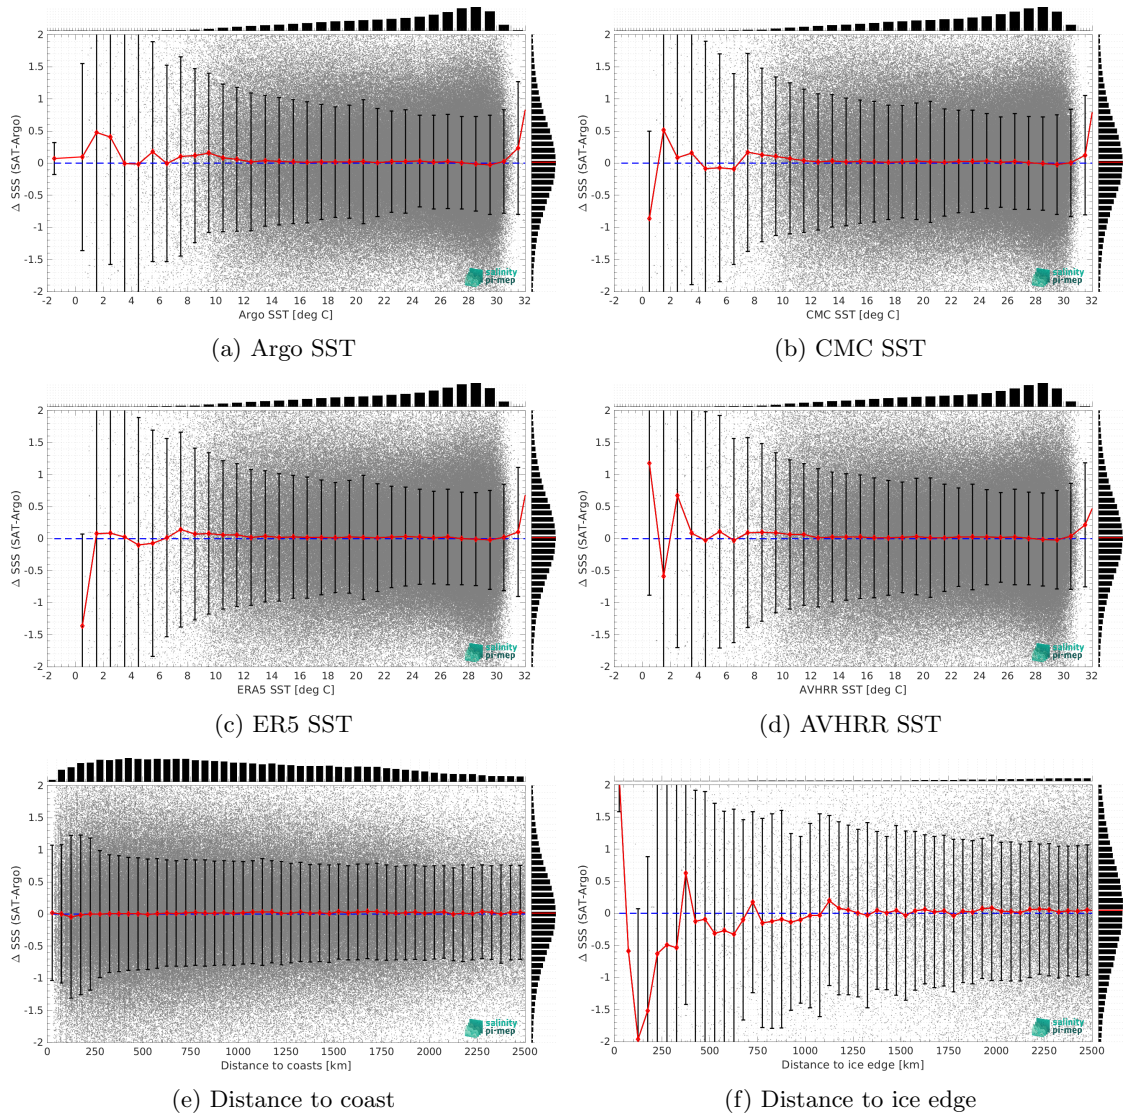 2
1.5
1
0.5
0
-0.5
-1
-1.5
-2
Δ SSS (SAT-Argo)
-2 0 2 4 6 8 10 12 14 16 18 20 22 24 26 28 30 32
Argo SST [deg C]
salinity
pi-mep
(a) Argo SST
2
1.5
1
0.5
0
-0.5
-1
-1.5
-2
Δ SSS (SAT-Argo)
-2 0 2 4 6 8 10 12 14 16 18 20 22 24 26 28 30 32
CMC SST [deg C]
salinity
pi-mep
(b) CMC SST
2
1.5
1
0.5
0
-0.5
-1
-1.5
-2
Δ SSS (SAT-Argo)
-2 0 2 4 6 8 10 12 14 16 18 20 22 24 26 28 30 32
ERA5 SST [deg C]
salinity
pi-mep
(c) ER5 SST
2
1.5
1
0.5
0
-0.5
-1
-1.5
-2
Δ SSS (SAT-Argo)
-2 0 2 4 6 8 10 12 14 16 18 20 22 24 26 28 30 32
AVHRR SST [deg C]
salinity
pi-mep
(d) AVHRR SST
2
1.5
1
0.5
0
-0.5
-1
-1.5
-2
Δ SSS (SAT-Argo)
0 250 500 750 1000 1250 1500 1750 2000 2250 2500
Distance to coasts [km]
salinity
pi-mep
(e) Distance to coast
2
1.5
1
0.5
0
-0.5
-1
-1.5
-2
Δ SSS (SAT-Argo)
0 250 500 750 1000 1250 1500 1750 2000 2250 2500
Distance to ice edge [km]
salinity
pi-mep
(f) Distance to ice edge